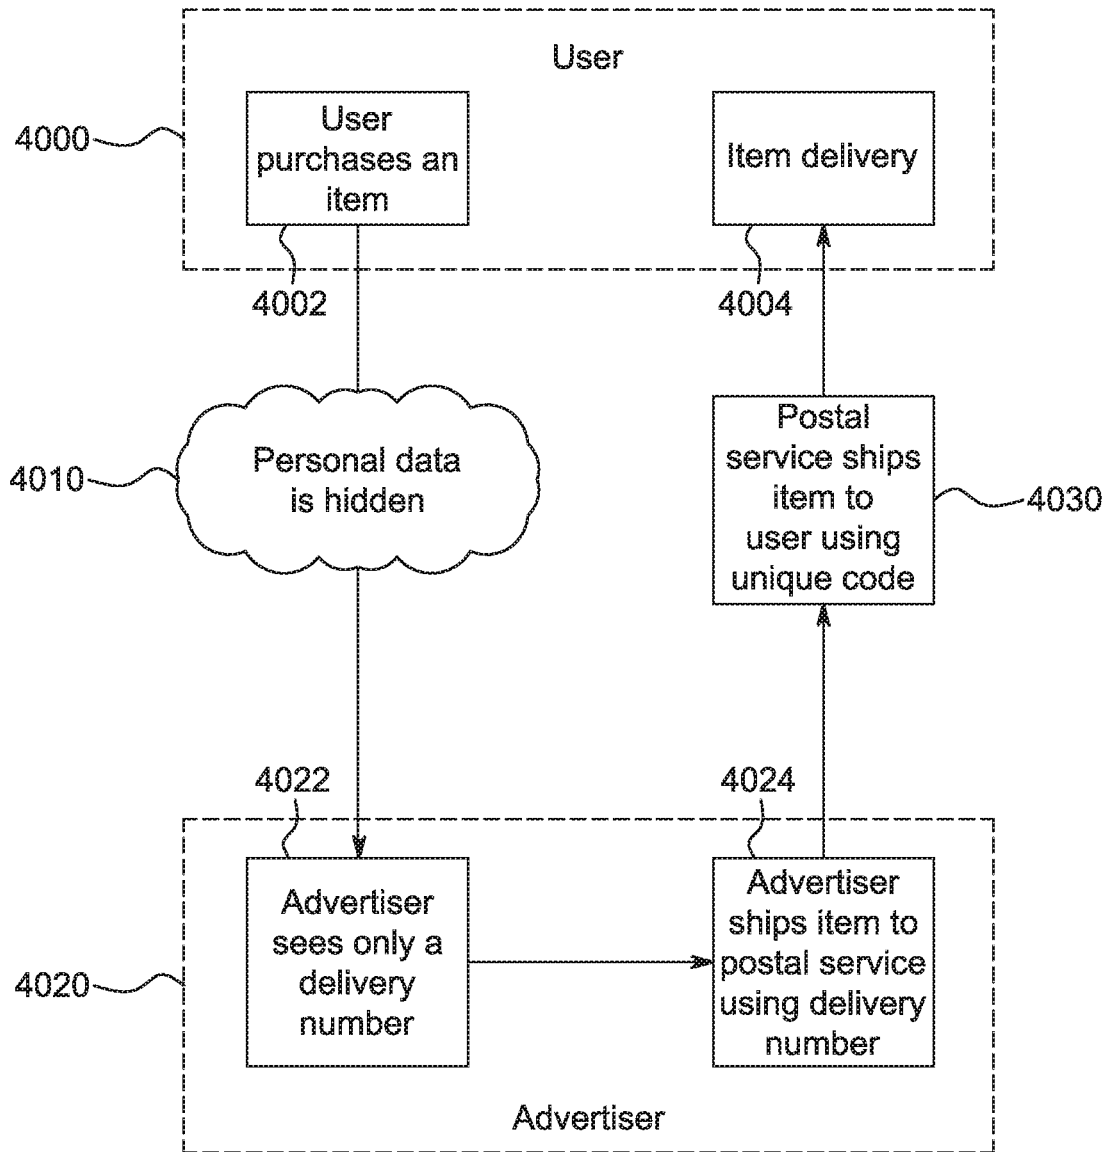 User
4000
User
purchases an
item
Item delivery
4002
4004
4010
Personal data
is hidden
Postal
service ships
item to
user using
unique code
4030
4022
4024
4020
Advertiser
sees only a
delivery
number
Advertiser
ships item to
postal service
using delivery
number
Advertiser